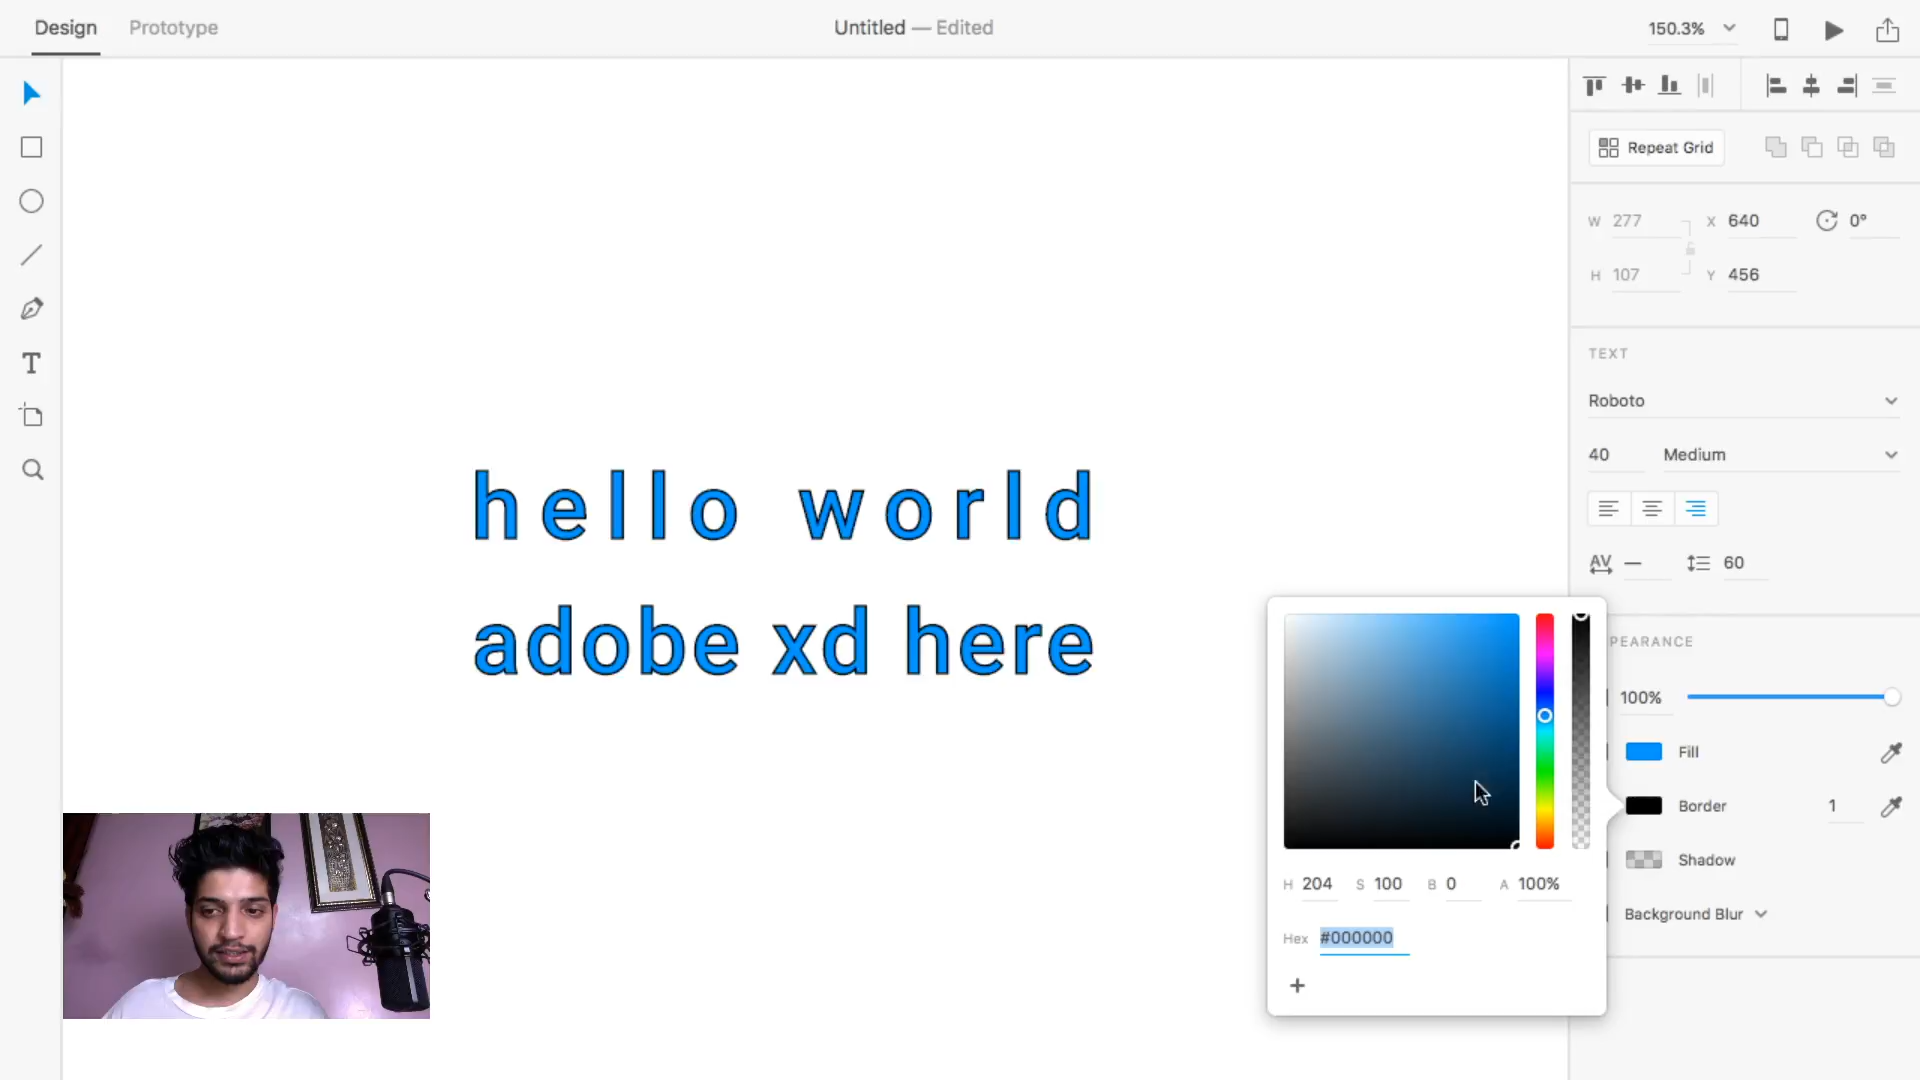 Design Prototype Untitled — Edited 150.3%
Repeat Grid
W 277 X 640 0°
H 107 Y 456
TEXT
Roboto
40 Medium
AV — 60
hello world
adobe xd here
PEARANCE
100%
Fill
Border 1
Shadow
Background Blur
H 204 S 100 B 0 A 100%
Hex #000000
+